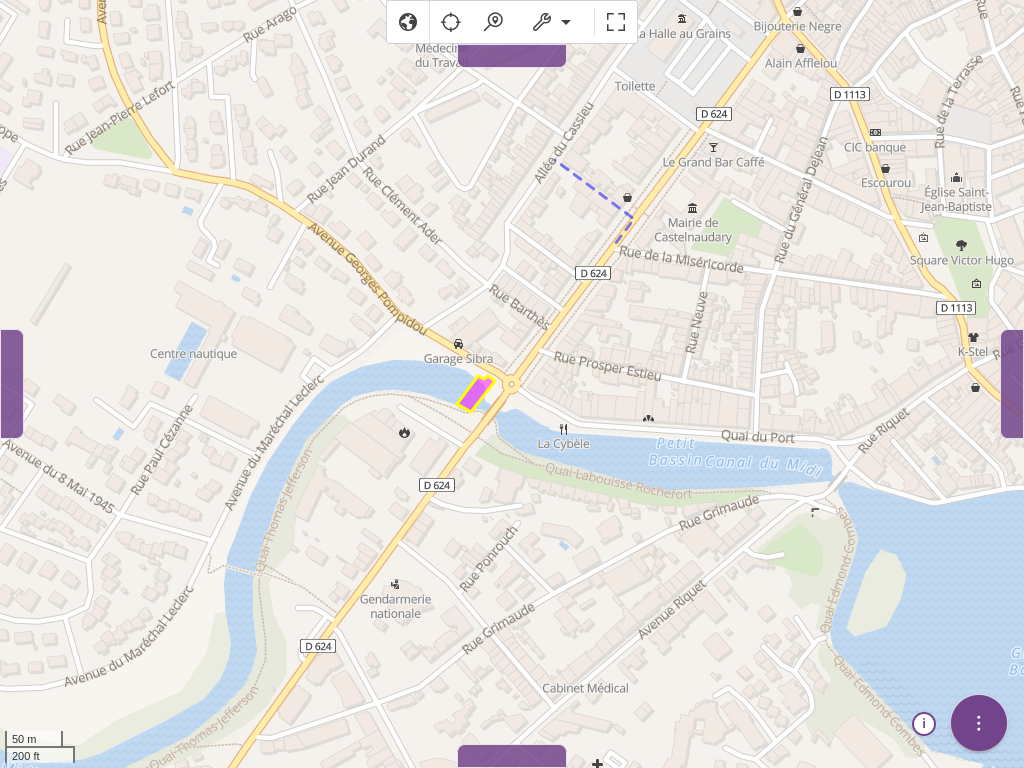 La Halle au Grains
Bijouterie Negre
Rue Arago
Médecine
du Travail
Alain Afflelou
Toilette
D 1113
Rue Jean-Pierre Lefort
D 624
Rue de la Terrasse
CIC banque
Allée du Cassieu
Le Grand Bar Caffé
Rue Jean Durand
Escourou
Rue Clément Ader
Rue du Général Dejean
Église Saint-
Jean-Baptiste
Mairie de
Castelnaudary
Avenue Georges Pompidou
Rue de la Miséricorde
Square Victor Hugo
D 624
Rue Barthès
D 1113
Rue Neuve
Centre nautique
Garage Sibra
K-Stel
Rue Prosper Estieu
Avenue du Maréchal Leclerc
Rue Paul Cézanne
La Cybèle
Petit
Bassin
Canal du Midi
Quai du Port
Rue Riquet
Avenue du 8 Mai 1945
Quai Thomas Jefferson
D 624
Quai Labouisse Rochefort
Rue Grimaude
Rue Ponrouch
Quai Edmond Combes
Gendarmerie
nationale
Rue Grimaude
Avenue Riquet
Avenue du Maréchal Leclerc
D 624
Quai Edmond Combes
Cabinet Médical
Quai Thomas Jefferson
50 m
200 ft
i